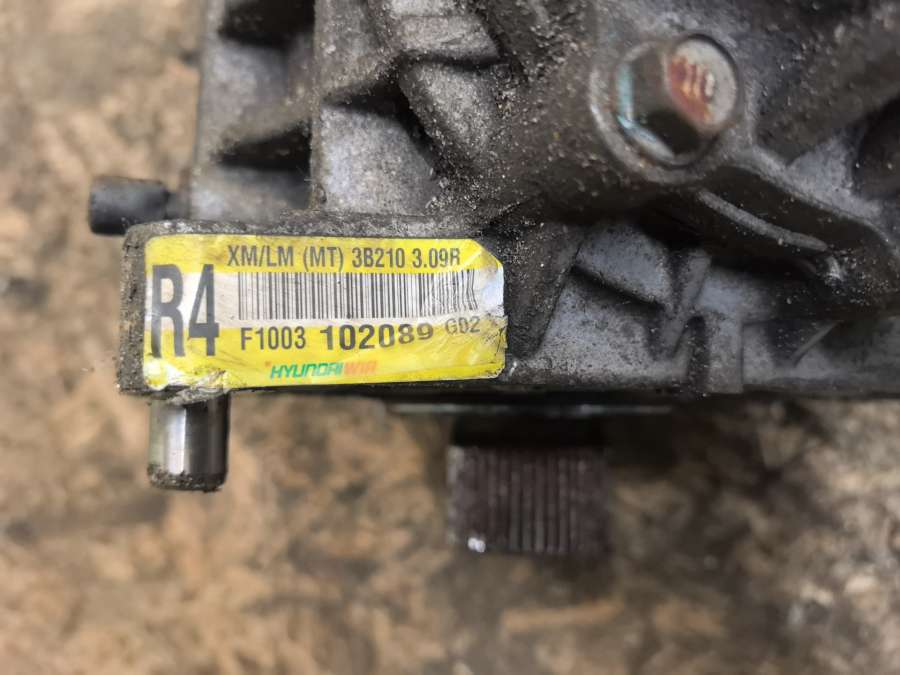 XM/LM (MT) 3B210 3.09R
R4
F1003 102089 G02
HYUNDAI WIA